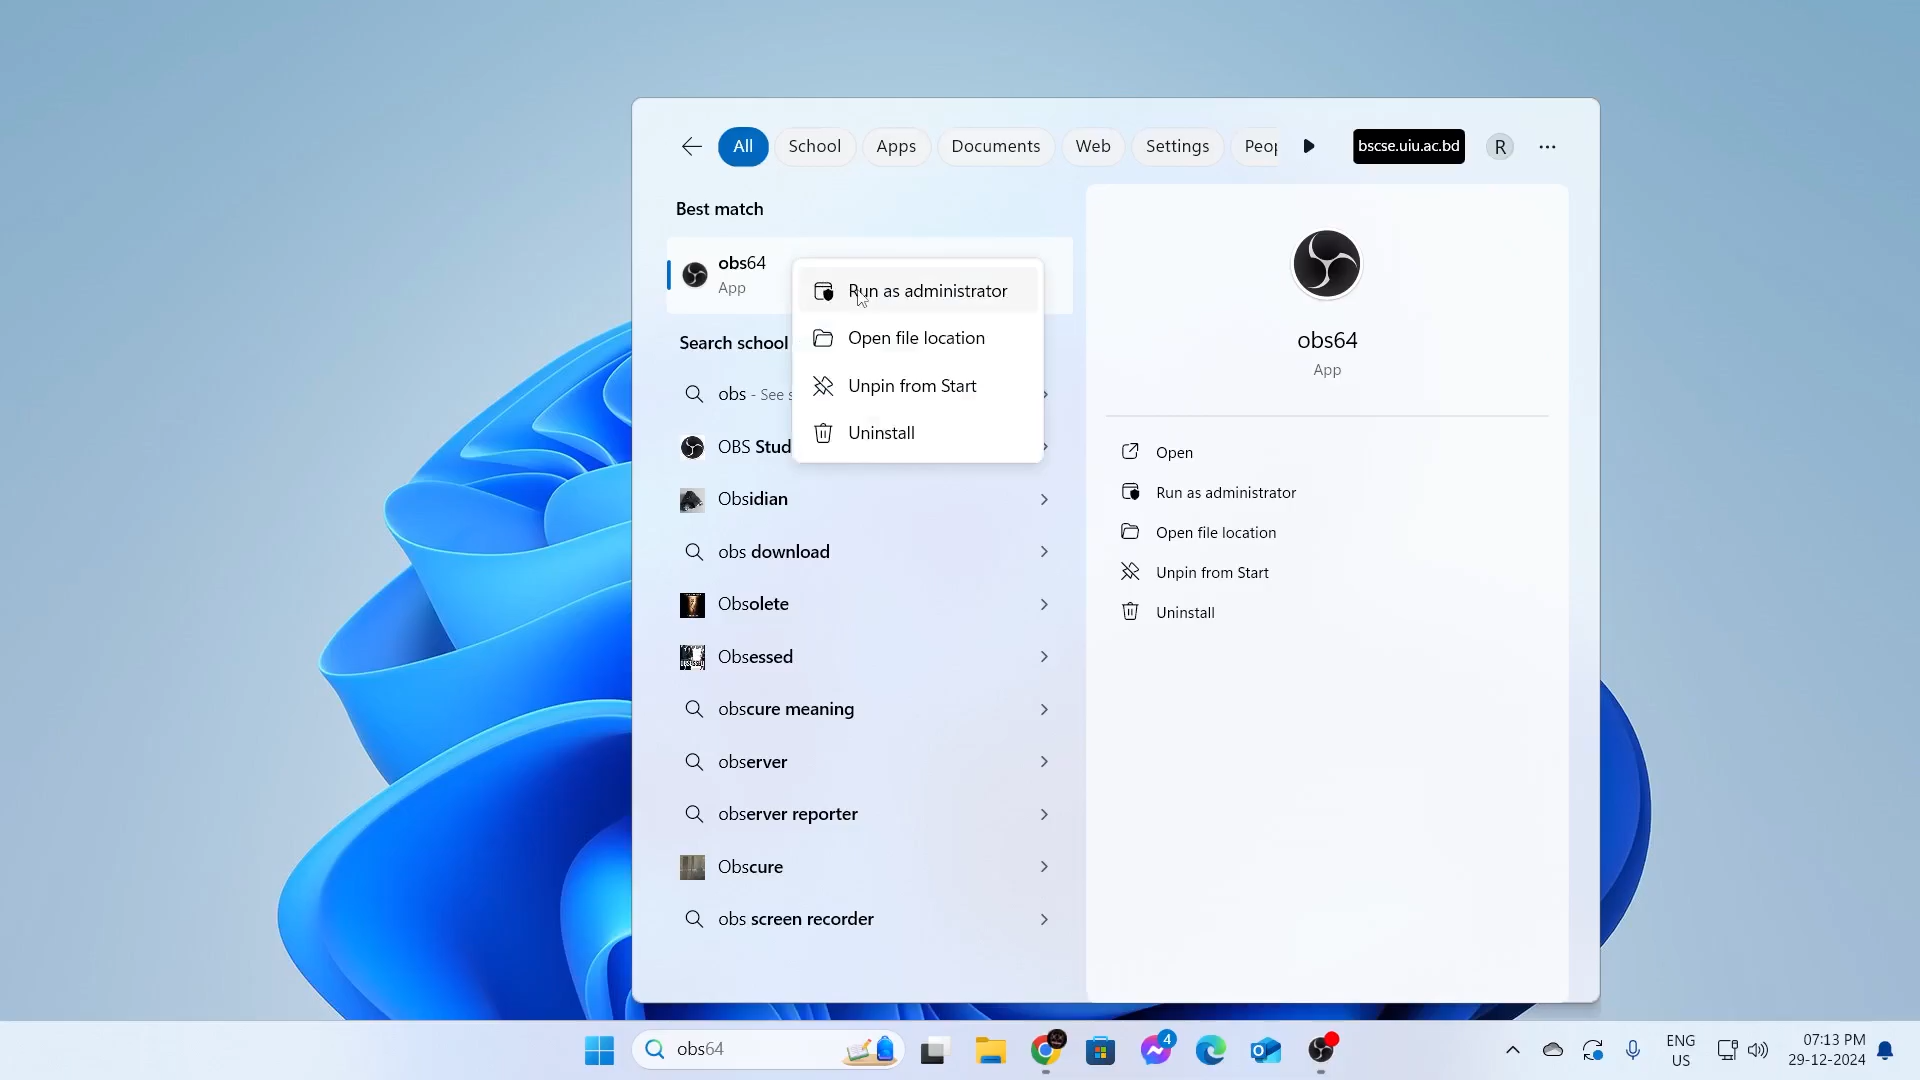 All
School
Apps
Documents
Web
Settings
bscse.uiu.ac.bd
R
Best match
obs64
App
Run as administrator
Open file location
Unpin from Start
Uninstall
Search school
obs - See
OBS
Obsidian
obs download
Obsolete
Obsessed
obscure meaning
observer
observer reporter
Obscure
obs screen recorder
obs64
App
Open
Run as administrator
Open file location
Unpin from Start
Uninstall
obs64
4
ENG
US
07:13 PM
29-12-2024